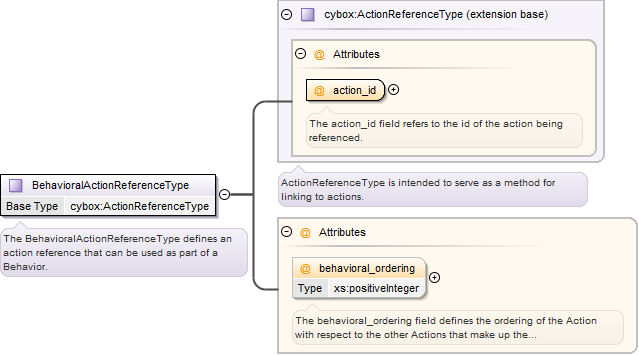 cybox:ActionReferenceType (extension base)
@ Attributes
@ action_id
The action_id field refers to the id of the action being
referenced.
ActionReferenceType is intended to serve as a method for
linking to actions.
BehavioralActionReferenceType
Base Type cybox:ActionReferenceType
The BehavioralActionReferenceType defines an
action reference that can be used as part of a
Behavior.
@ Attributes
@ behavioral_ordering
Type xs:positiveInteger
The behavioral_ordering field defines the ordering of the Action
with respect to the other Actions that make up the...